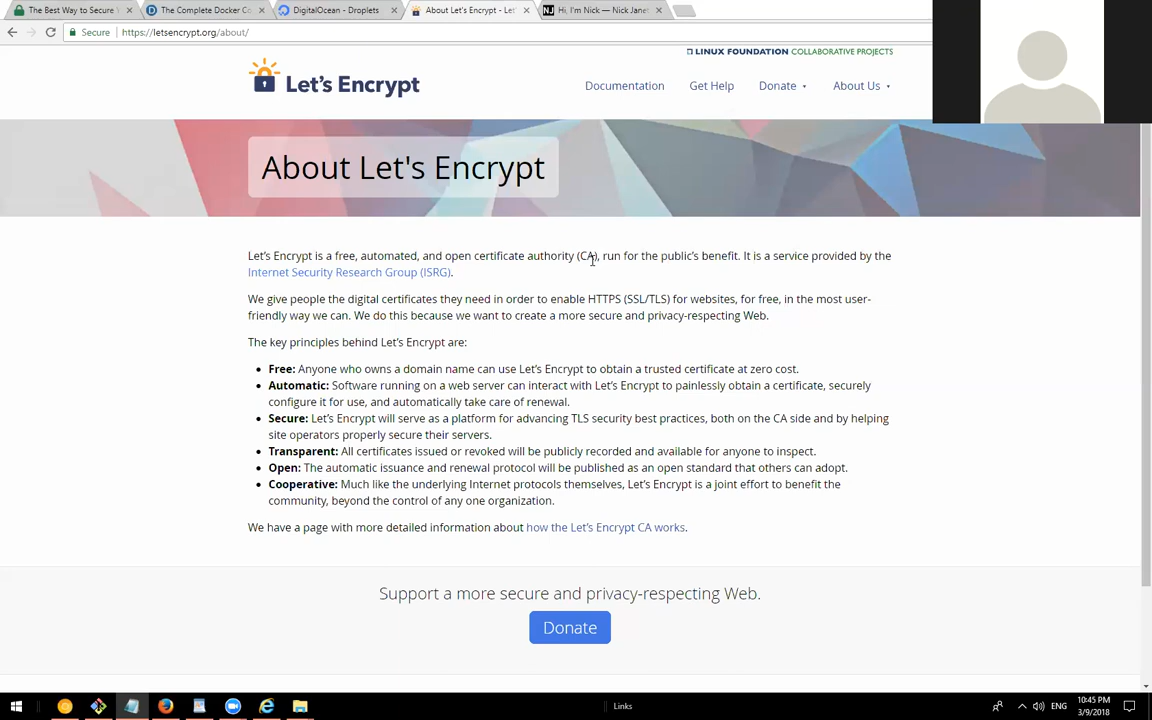 The Best Way to Secure
The Complete Docker Co
DigitalOcean - Droplets
About Let's Encrypt - Let'
Hi, I'm Nick — Nick Janet
Secure
https://letsencrypt.org/about/
LINUX FOUNDATION COLLABORATIVE PROJECTS
Let's Encrypt
Documentation
Get Help
Donate
About Us
About Let's Encrypt
Let's Encrypt is a free, automated, and open certificate authority (CA), run for the public's benefit. It is a service provided by the
Internet Security Research Group (ISRG).
We give people the digital certificates they need in order to enable HTTPS (SSL/TLS) for websites, for free, in the most user-
friendly way we can. We do this because we want to create a more secure and privacy-respecting Web.
The key principles behind Let's Encrypt are:
Free: Anyone who owns a domain name can use Let's Encrypt to obtain a trusted certificate at zero cost.
Automatic: Software running on a web server can interact with Let's Encrypt to painlessly obtain a certificate, securely
configure it for use, and automatically take care of renewal.
Secure: Let's Encrypt will serve as a platform for advancing TLS security best practices, both on the CA side and by helping
site operators properly secure their servers.
Transparent: All certificates issued or revoked will be publicly recorded and available for anyone to inspect.
Open: The automatic issuance and renewal protocol will be published as an open standard that others can adopt.
Cooperative: Much like the underlying Internet protocols themselves, Let's Encrypt is a joint effort to benefit the
community, beyond the control of any one organization.
We have a page with more detailed information about how the Let's Encrypt CA works.
Support a more secure and privacy-respecting Web.
Donate
Links
ENG
10:45 PM
3/9/2018